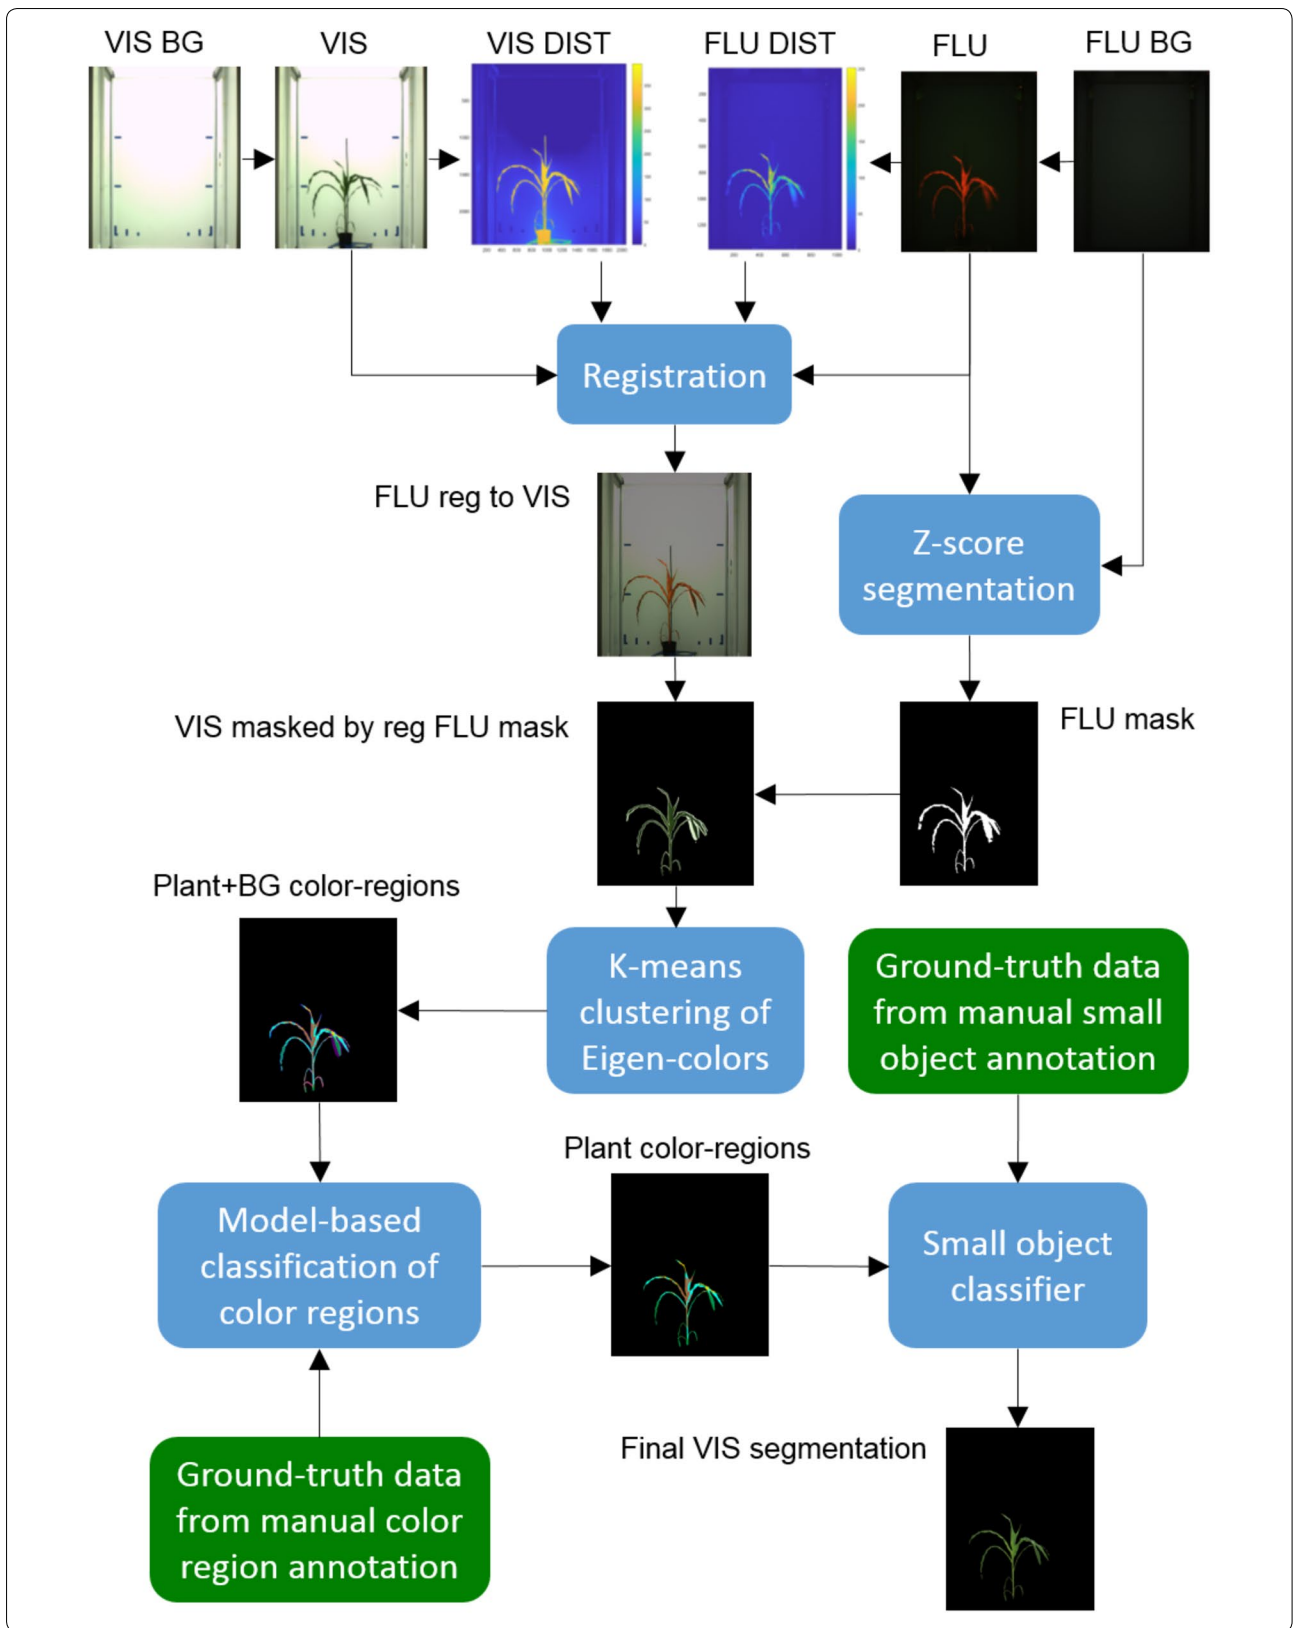 VIS BG
VIS
VIS DIST
FLU DIST
FLU
FLU BG
Registration
FLU reg to VIS
Z-score
segmentation
VIS masked by reg FLU mask
FLU mask
Plant+BG color-regions
K-means
clustering of
Eigen-colors
Ground-truth data
from manual small
object annotation
Plant color-regions
Model-based
classification of
color regions
Small object
classifier
Final VIS segmentation
Ground-truth data
from manual color
region annotation